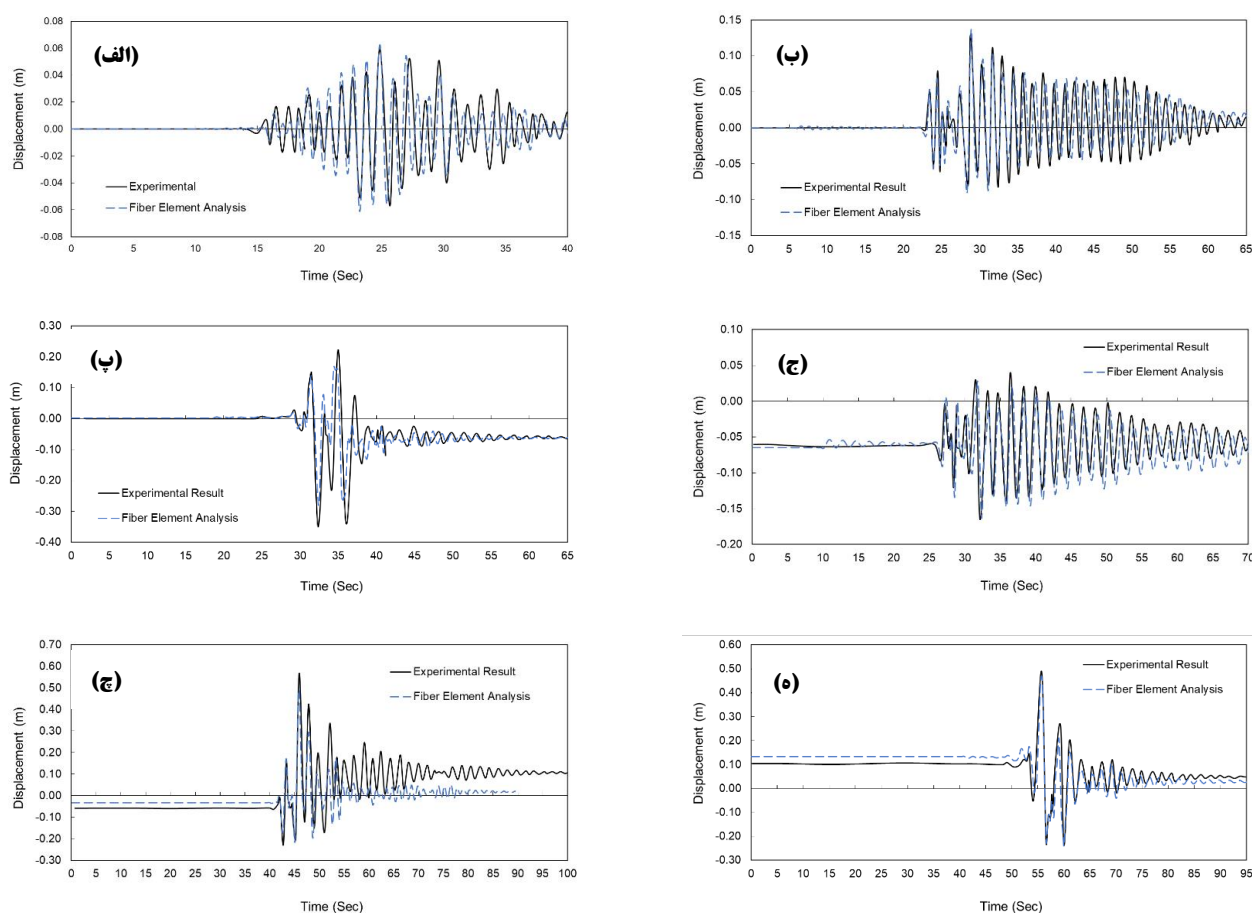 (الف)
0.08
0.06
0.04
0.02
0.00
-0.02
-0.04
-0.06
-0.08
Displacement (m)
Experimental
Fiber Element Analysis
0 5 10 15 20 25 30 35 40
Time (Sec)
(ب)
0.15
0.10
0.05
0.00
-0.05
-0.10
-0.15
Displacement (m)
Experimental Result
Fiber Element Analysis
0 5 10 15 20 25 30 35 40 45 50 55 60 65
Time (Sec)
(پ)
0.30
0.20
0.10
0.00
-0.10
-0.20
-0.30
-0.40
Displacement (m)
Experimental Result
Fiber Element Analysis
0 5 10 15 20 25 30 35 40 45 50 55 60 65
Time (Sec)
(ج)
0.10
0.05
0.00
-0.05
-0.10
-0.15
-0.20
Displacement (m)
Experimental Result
Fiber Element Analysis
0 5 10 15 20 25 30 35 40 45 50 55 60 65 70
Time (Sec)
(چ)
0.70
0.60
0.50
0.40
0.30
0.20
0.10
0.00
-0.10
-0.20
-0.30
Displacement (m)
Experimental Result
Fiber Element Analysis
0 5 10 15 20 25 30 35 40 45 50 55 60 65 70 75 80 85 90 95 100
Time (Sec)
(ه)
0.60
0.50
0.40
0.30
0.20
0.10
0.00
-0.10
-0.20
-0.30
Displacement (m)
Experimental Result
Fiber Element Analysis
0 5 10 15 20 25 30 35 40 45 50 55 60 65 70 75 80 85 90 95
Time (Sec)